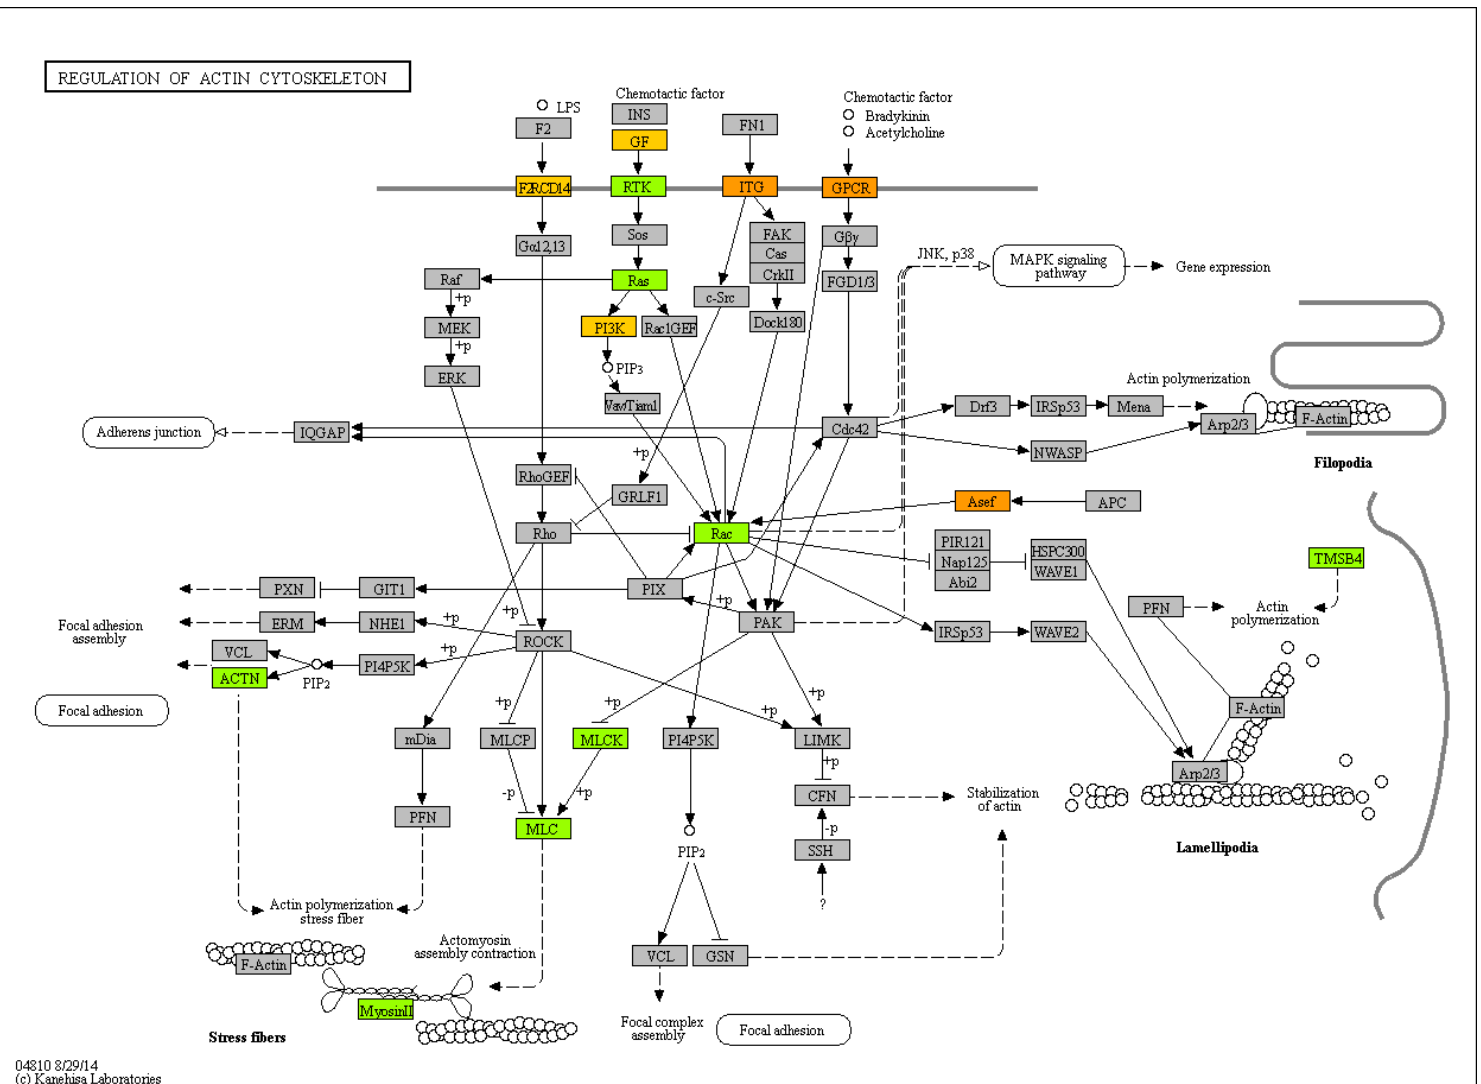 REGULATION OF ACTIN CYTOSKELETON
Chemotactic factor
Chemotactic factor
LPS
INS
Bradykinin
F2
FN1
Acetylcholine
GF
F2R CD14
RTK
ITG
GPCR
Gα12,13
Sos
FAK
Gβγ
Cas
JNK, p38
MAPK signaling
pathway
Gene expression
Raf
Ras
CrkII
FGD1/3
+p
c-Src
MEK
PI3K
Rac1GEF
Dock180
+p
ERK
PIP3
Actin polymerization
Vav/Tiam1
Drf3
IRSp53
Mena
Adherens junction
IQGAP
Cdc42
Arp2/3
F-Actin
+p
NWASP
Filopodia
RhoGEF
GRLF1
Asef
APC
Rho
Rac
PIR121
HSPC300
Nap125
WAVE1
Abi2
TMSB4
PXN
GIT1
PIX
+p
PFN
Actin
polymerization
Focal adhesion
assembly
ERM
NHE1
+p
+p
PAK
IRSp53
WAVE2
ROCK
VCL
PI4P5K
+p
ACTN
PIP2
Focal adhesion
+p
+p
+p
+p
F-Actin
mDia
MLCP
MLCK
PI4P5K
LIMK
+p
Arp2/3
-p
+p
CFN
Stabilization
of actin
PFN
MLC
-p
PIP2
SSH
Lamellipodia
?
Actin polymerization
stress fiber
Actomyosin
assembly contraction
F-Actin
VCL
GSN
MyosinII
Focal complex
assembly
Focal adhesion
Stress fibers
04810 8/29/14
(c) Kanehisa Laboratories